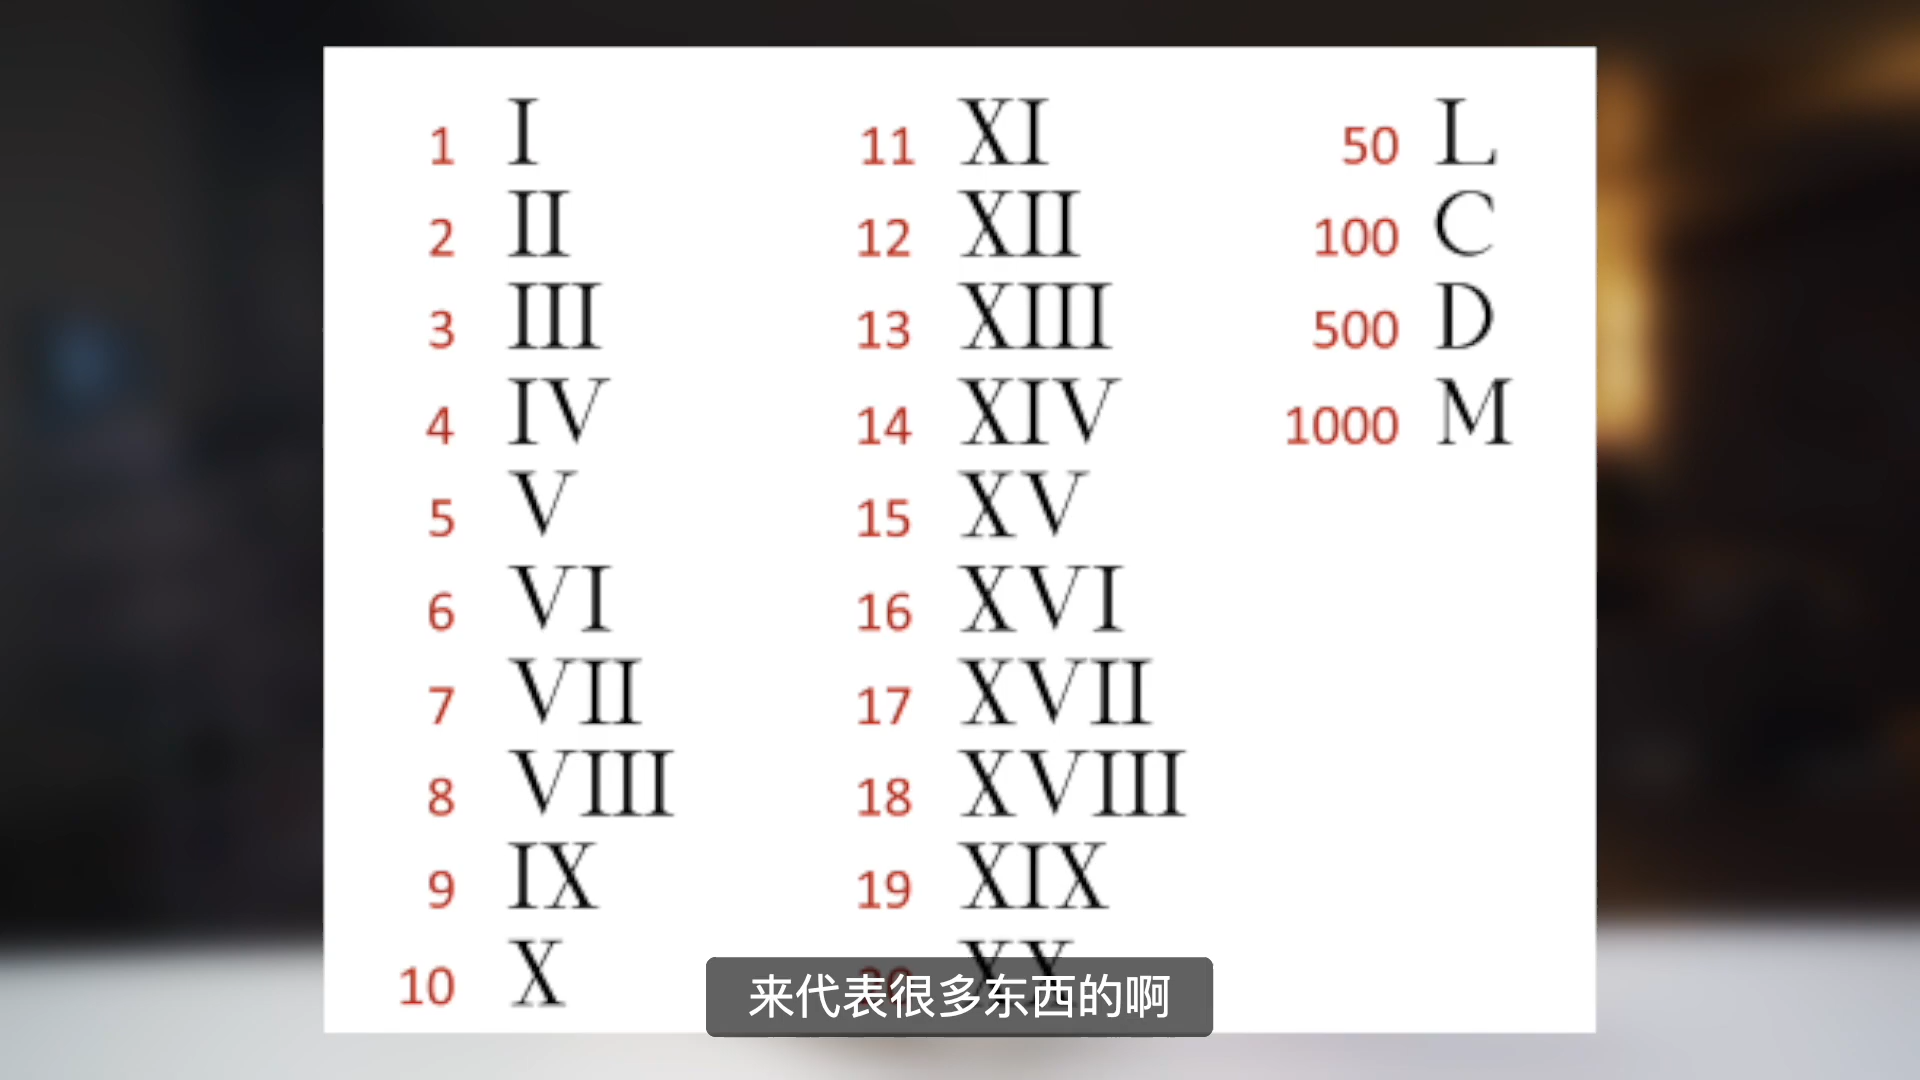 1 I
2 II
3 III
4 IV
5 V
6 VI
7 VII
8 VIII
9 IX
10 X
11 XI
12 XII
13 XIII
14 XIV
15 XV
16 XVI
17 XVII
18 XVIII
19 XIX
20 XX
50 L
100 C
500 D
1000 M
来代表很多东西的啊